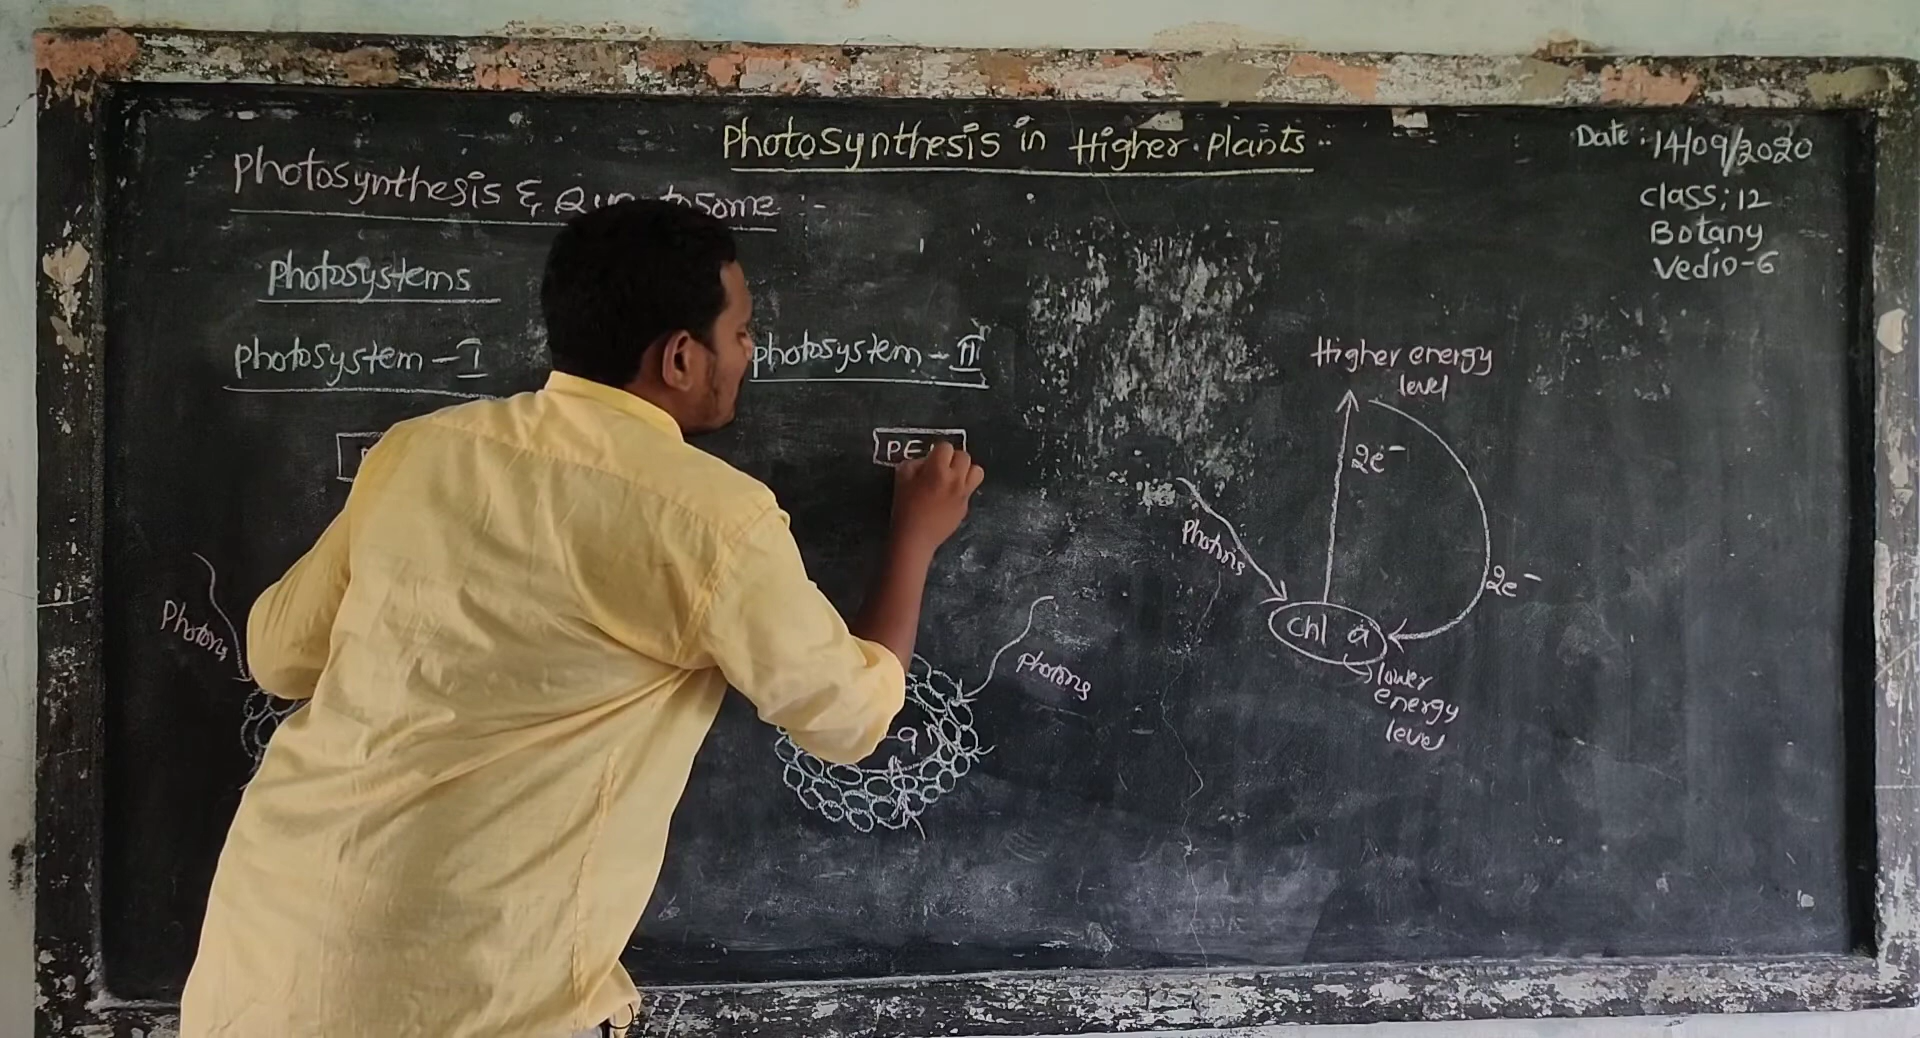 Photosynthesis in Higher Plants
Date: 14/09/2020
class: 12
Botany
Vedio-6
Photosynthesis &
:-
Photosystems
Photosystem - I
photosystem - II
PE
Higher energy
level
2e⁻
Photons
2e⁻
Chl a
lower
energy
level
Photons
Photons